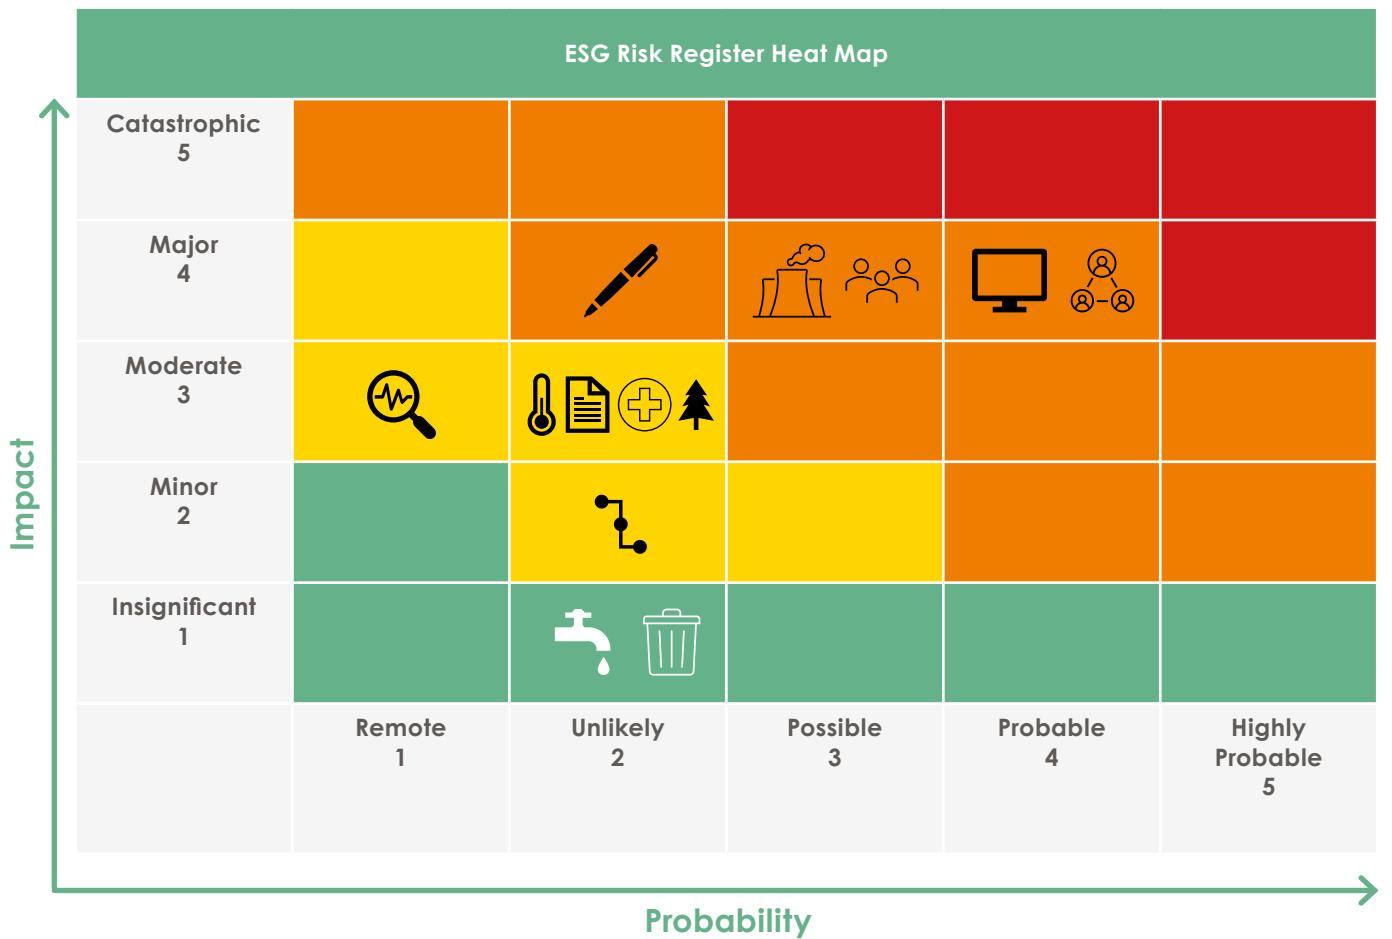 ESG Risk Register Heat Map
Catastrophic
5
Major
4
Moderate
3
Minor
2
Insignificant
1
Remote
1
Unlikely
2
Possible
3
Probable
4
Highly
Probable
5
Impact
Probability